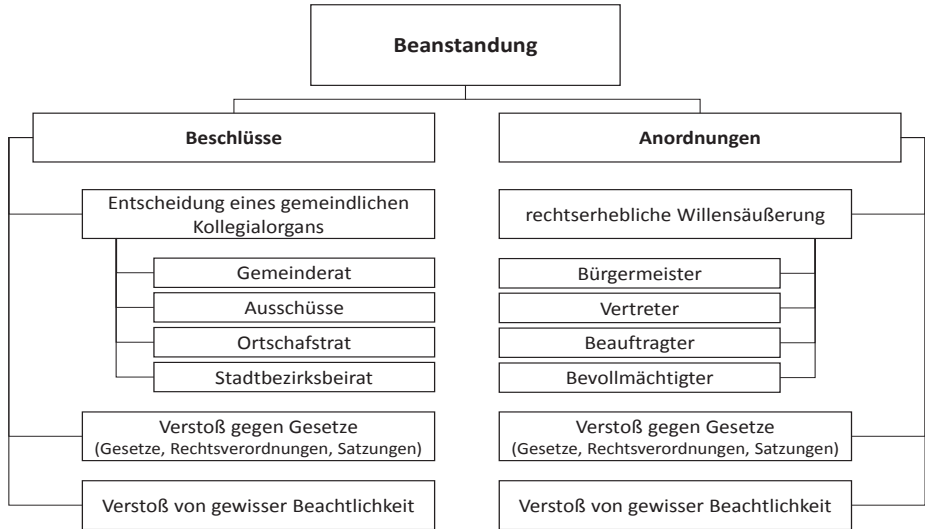 Beanstandung
Beschlüsse
Entscheidung eines gemeindlichen
Kollegialorgans
Gemeinderat
Ausschüsse
Ortschafstrat
Stadtbezirksbeirat
Verstoß gegen Gesetze
(Gesetze, Rechtsverordnungen, Satzungen)
Verstoß von gewisser Beachtlichkeit
Anordnungen
rechtserhebliche Willensäußerung
Bürgermeister
Vertreter
Beauftragter
Bevollmächtigter
Verstoß gegen Gesetze
(Gesetze, Rechtsverordnungen, Satzungen)
Verstoß von gewisser Beachtlichkeit